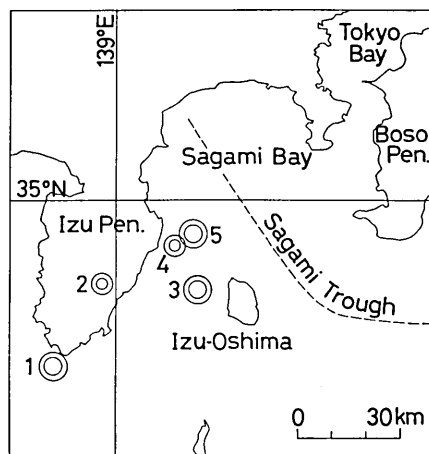 139°E
Tokyo
Bay
Boso
Pen.
Sagami Bay
35°N
Izu Pen.
5
4
Sagami Trough
2
3
Izu-Oshima
1
0 30km